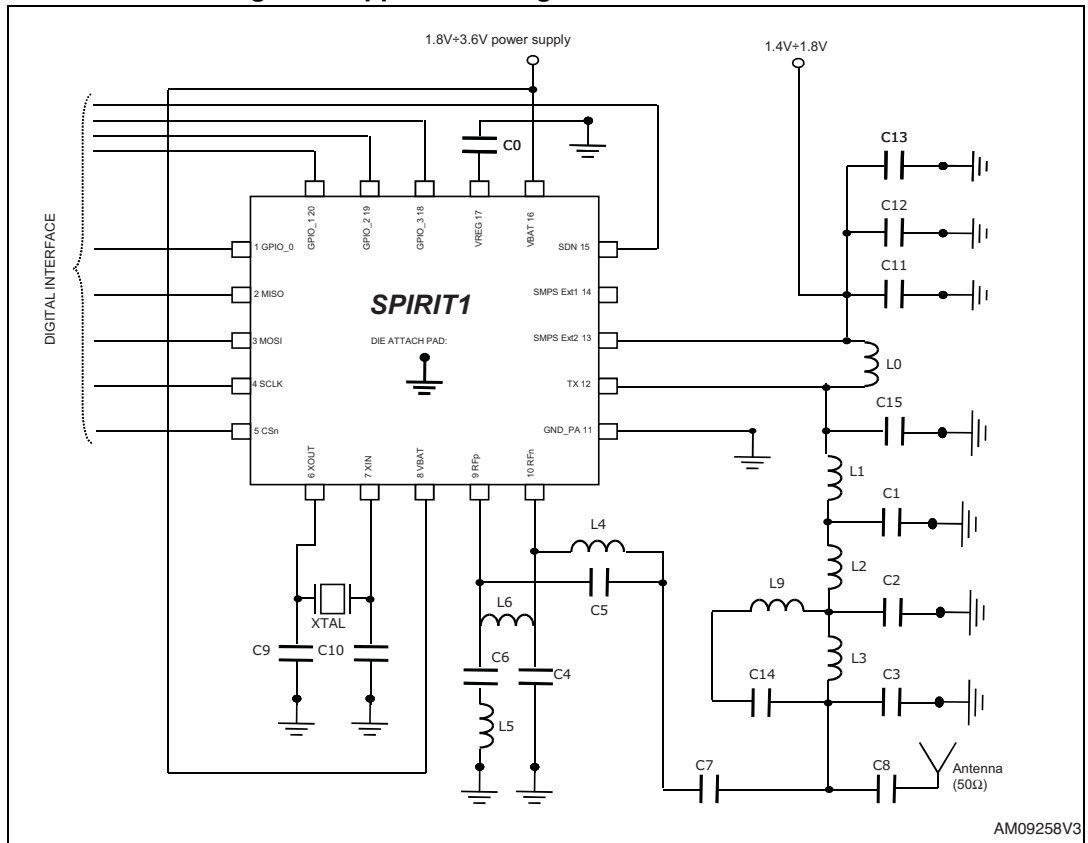 1.8V÷3.6V power supply
1.4V÷1.8V
DIGITAL INTERFACE
C0
C13
C12
C11
GPIO_1 20
GPIO_2 19
GPIO_3 18
VREG 17
VBAT 16
1 GPIO_0
SDN 15
2 MISO
SMPS Ext1 14
SPIRIT1
3 MOSI
DIE ATTACH PAD:
SMPS Ext2 13
L0
4 SCLK
TX 12
C15
5 CSn
GND_PA 11
6 XOUT
7 XIN
8 VBAT
9 RFp
10 RFn
L1
C1
L4
L2
L9
C2
C5
L6
XTAL
L3
C9
C10
C6
C4
C14
C3
L5
C7
C8
Antenna
(50Ω)
AM09258V3